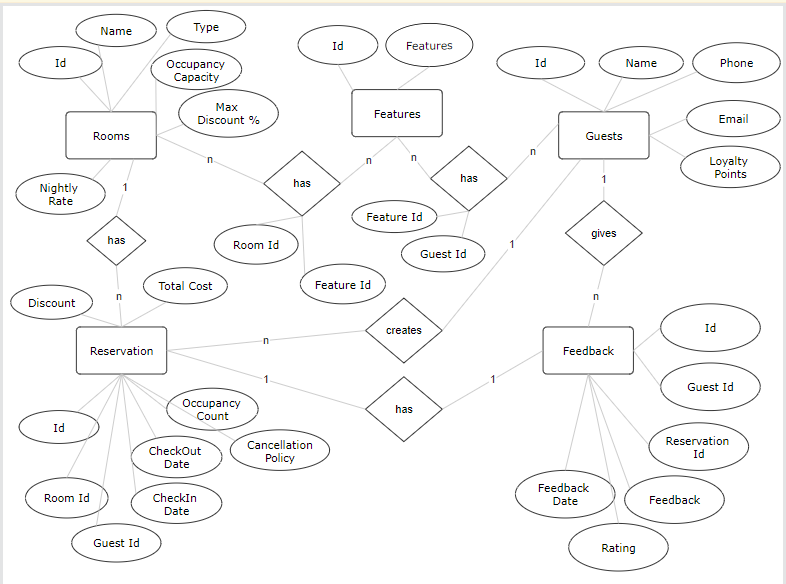 Name
Type
Id
Occupancy
Capacity
Max
Discount %
Rooms
Nightly
Rate
Id
Features
Features
Id
Name
Phone
Email
Loyalty
Points
Guests
n
n
n
n
1
has
has
has
1
gives
Room Id
Feature Id
Feature Id
Guest Id
1
n
n
Discount
Total Cost
creates
Reservation
n
Feedback
Id
1
1
has
Guest Id
Occupancy
Count
Id
Cancellation
Policy
CheckOut
Date
Reservation
Id
Room Id
CheckIn
Date
Feedback
Date
Feedback
Guest Id
Rating